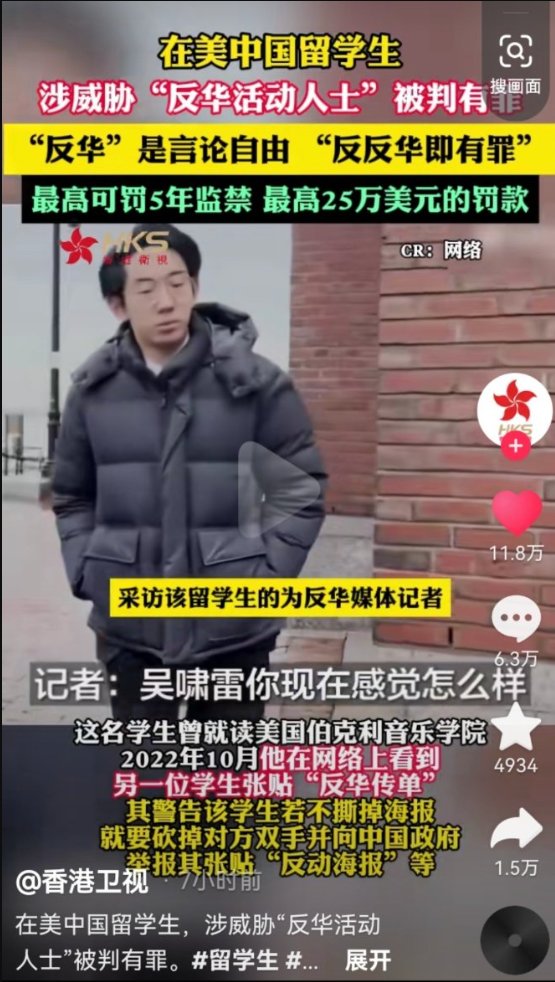 在美中国留学生
搜画面
涉威胁“反华活动人士”被判有罪
“反华”是言论自由 “反反华即有罪”
最高可罚5年监禁 最高25万美元的罚款
HKS
香港衛視
CR：网络
HKS
11.8万
采访该留学生的为反华媒体记者
6.3万
记者：吴啸雷你现在感觉怎么样
这名学生曾就读美国伯克利音乐学院
2022年10月他在网络上看到
另一位学生张贴“反华传单”
4934
其警告该学生若不撕掉海报
就要砍掉对方双手并向中国政府
举报其张贴“反动海报”等
1.5万
@香港卫视 · 7小时前
在美中国留学生，涉威胁“反华活动
人士”被判有罪。#留学生 #... 展开